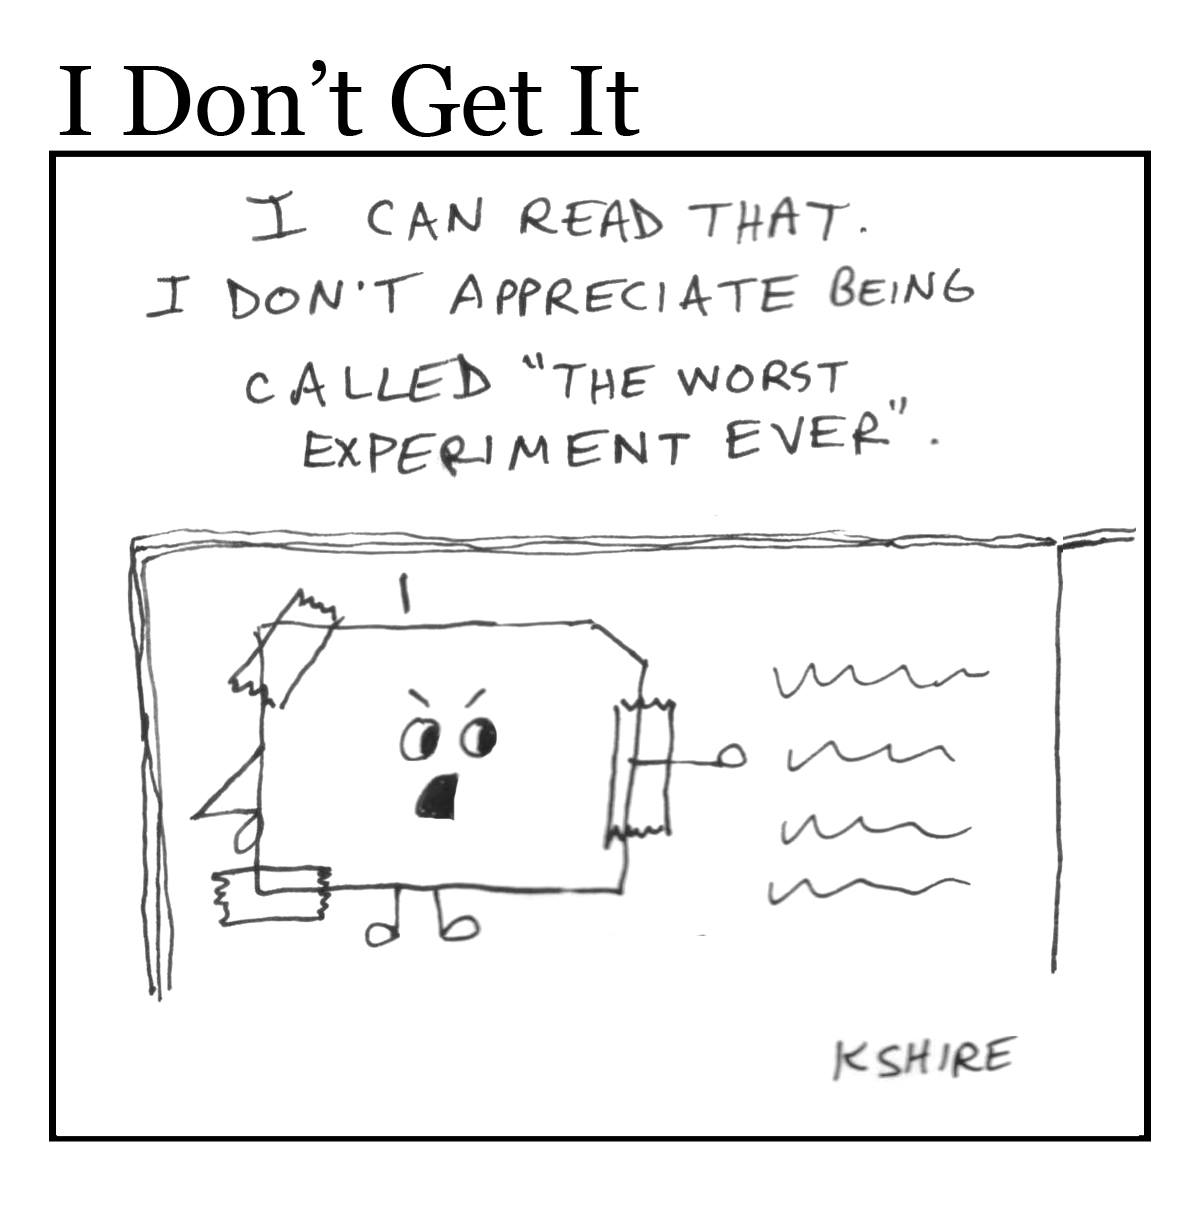 I Don't Get It
I CAN READ THAT.
I DON'T APPRECIATE BEING
CALLED "THE WORST
EXPERIMENT EVER".
KSHIRE